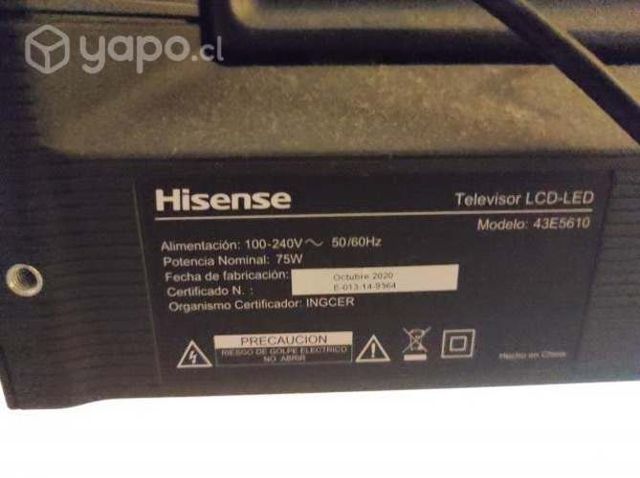 yapo.cl
Hisense
Televisor LCD-LED
Modelo: 43E5610
Alimentación: 100-240V~ 50/60Hz
Potencia Nominal: 75W
Fecha de fabricación: Octubre 2020
Certificado N. : E-013-14-9364
Organismo Certificador: INGCER
PRECAUCION
RIESGO DE GOLPE ELECTRICO
NO ABRIR
Hecho en China